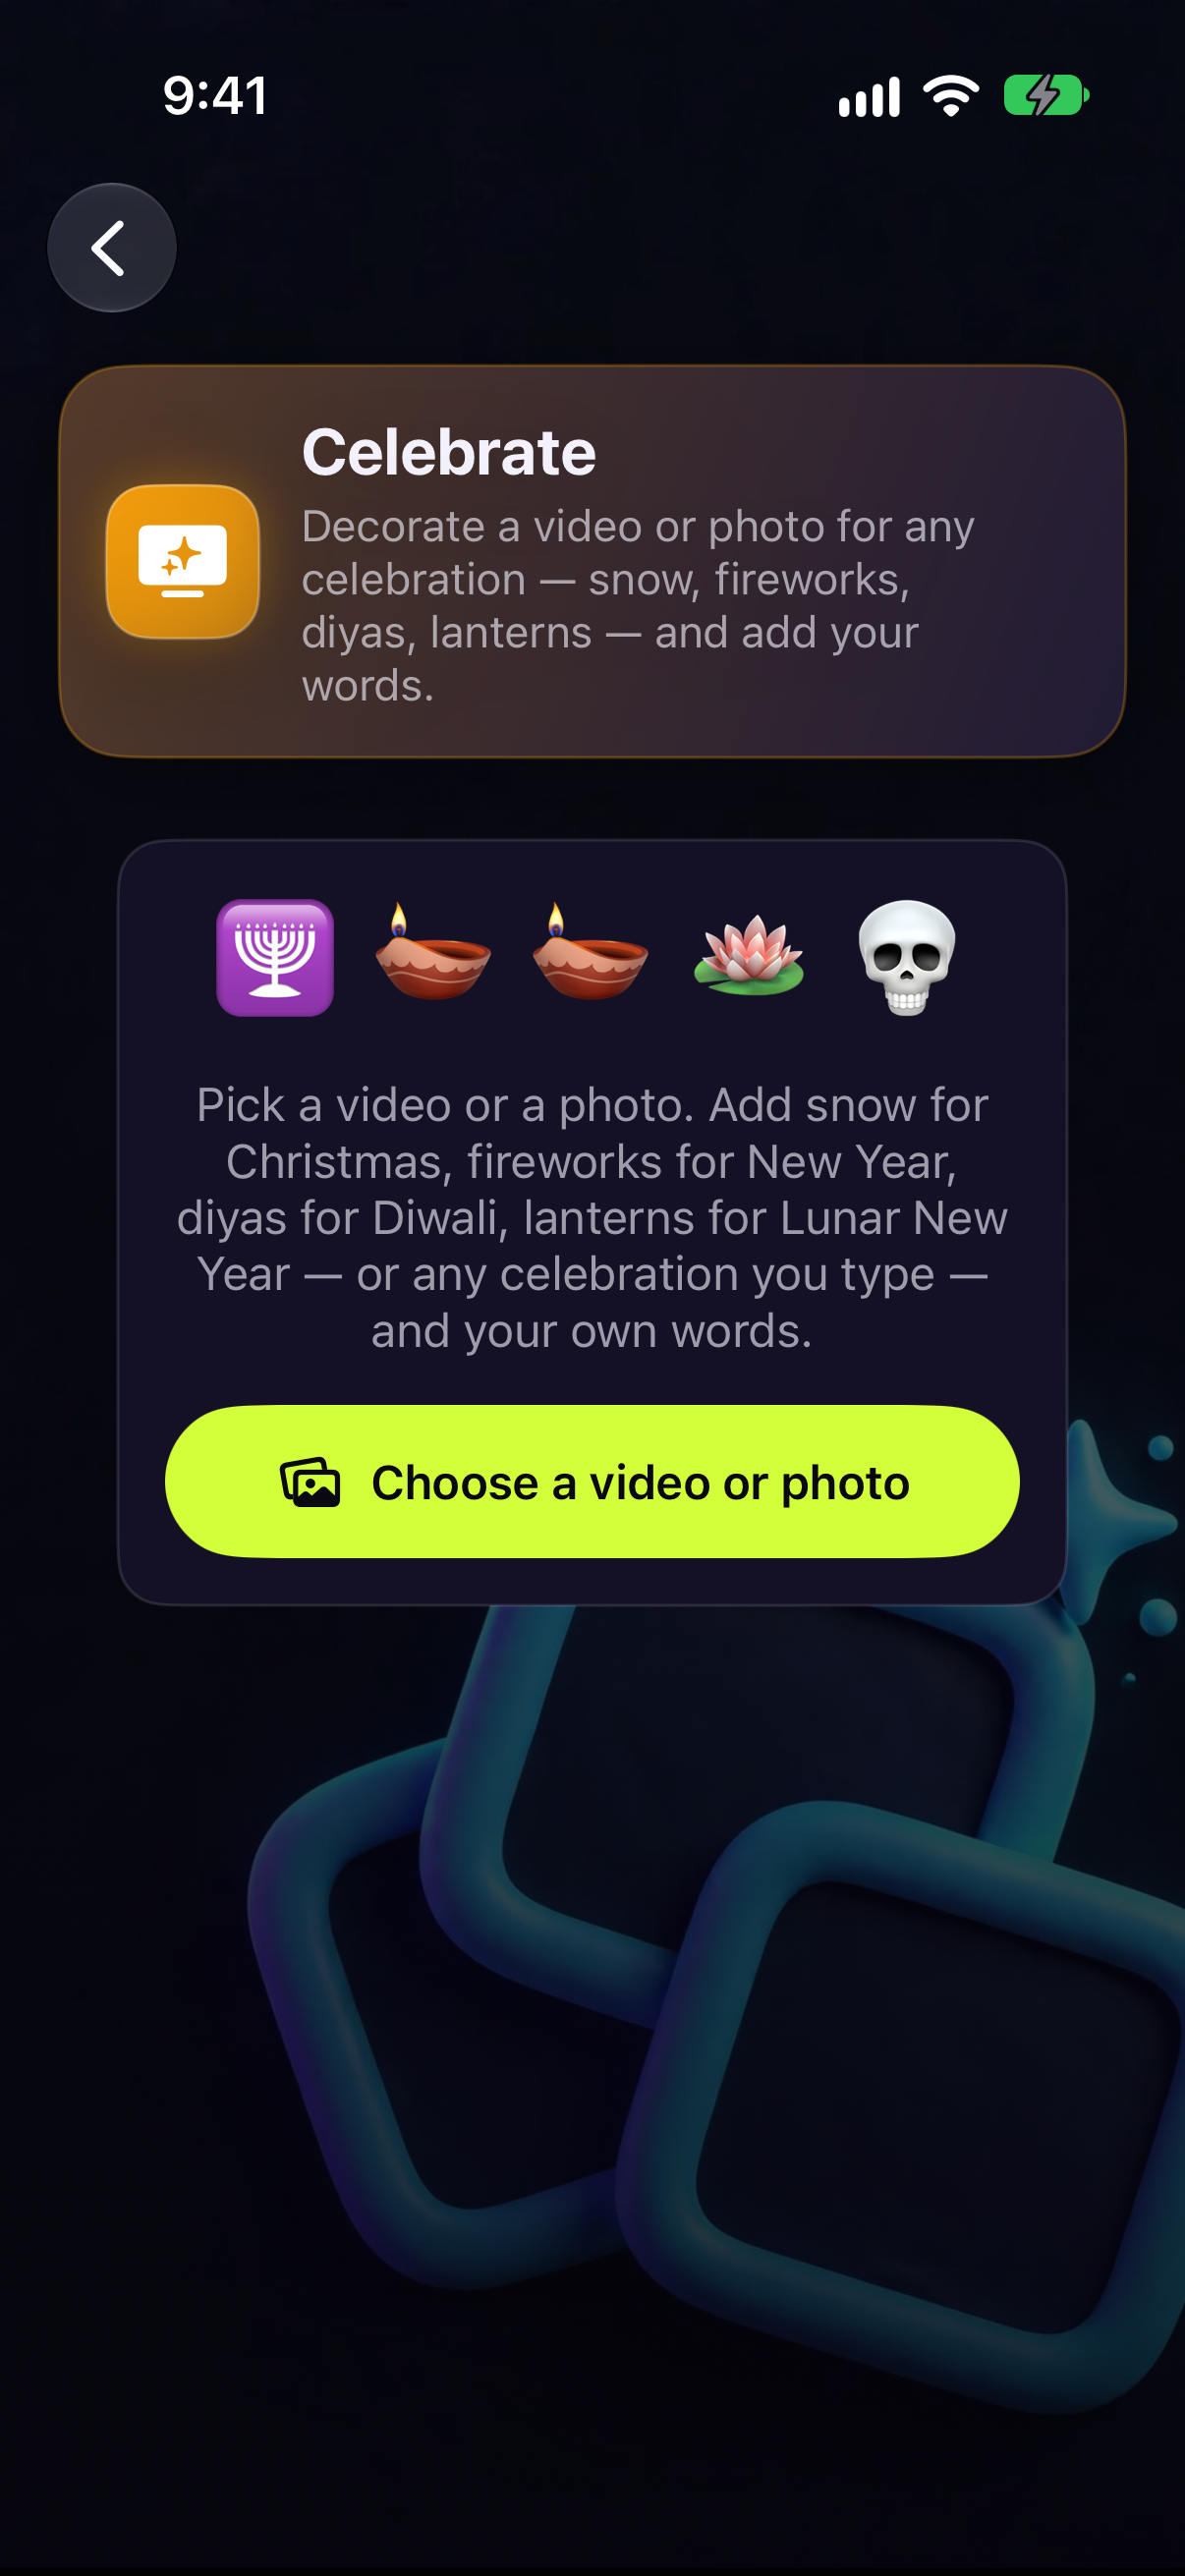 9:41
Celebrate
Decorate a video or photo for any
celebration — snow, fireworks,
diyas, lanterns — and add your
words.
Pick a video or a photo. Add snow for
Christmas, fireworks for New Year,
diyas for Diwali, lanterns for Lunar New
Year — or any celebration you type —
and your own words.
Choose a video or photo